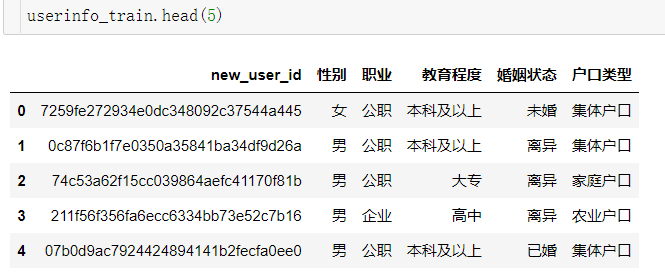 userinfo_train.head(5)
new_user_id 性别 职业 教育程度 婚姻状态 户口类型
0 7259fe272934e0dc348092c37544a445 女 公职 本科及以上 未婚 集体户口
1 0c87f6b1f7e0350a35841ba34df9d26a 男 公职 本科及以上 离异 集体户口
2 74c53a62f15cc039864aefc41170f81b 男 公职 大专 离异 家庭户口
3 211f56f356fa6ecc6334bb73e52c7b16 男 企业 高中 离异 农业户口
4 07b0d9ac7924424894141b2fecfa0ee0 男 公职 本科及以上 已婚 集体户口